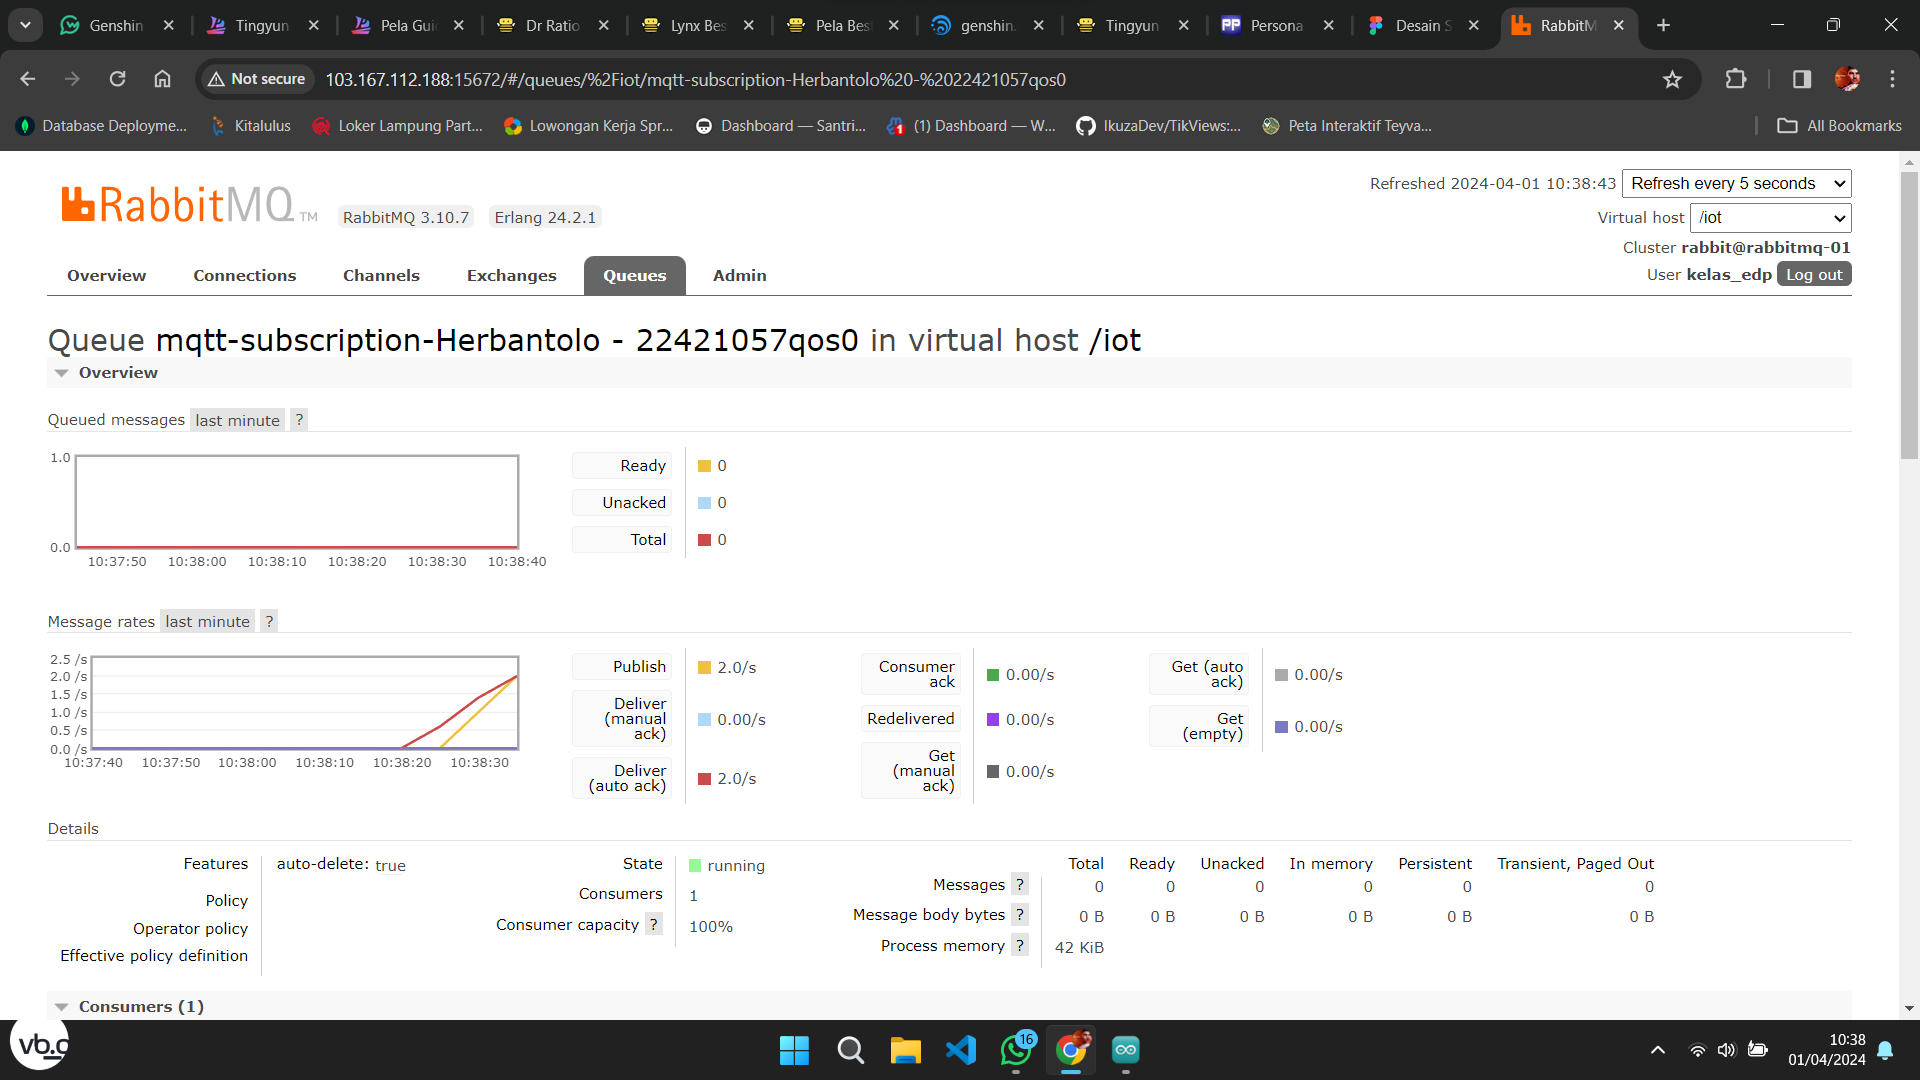 Genshin
Tingyun
Pela Gui
Dr Ratio
Lynx Bes
Pela Best
genshin.
Tingyun
Persona
Desain S
RabbitM
Not secure
103.167.112.188:15672/#/queues/%2Fiot/mqtt-subscription-Herbantolo%20-%2022421057qos0
Database Deployme...
Kitalulus
Loker Lampung Part...
Lowongan Kerja Spr...
Dashboard — Santri...
(1) Dashboard — W...
IkuzaDev/TikViews:...
Peta Interaktif Teyva...
All Bookmarks
RabbitMQ TM
RabbitMQ 3.10.7
Erlang 24.2.1
Refreshed 2024-04-01 10:38:43
Refresh every 5 seconds
Virtual host
/iot
Cluster rabbit@rabbitmq-01
User kelas_edp
Log out
Overview
Connections
Channels
Exchanges
Queues
Admin
Queue mqtt-subscription-Herbantolo - 22421057qos0 in virtual host /iot
Overview
Queued messages last minute ?
1.0
0.0
10:37:50 10:38:00 10:38:10 10:38:20 10:38:30 10:38:40
Ready 0
Unacked 0
Total 0
Message rates last minute ?
2.5 /s
2.0 /s
1.5 /s
1.0 /s
0.5 /s
0.0 /s
10:37:40 10:37:50 10:38:00 10:38:10 10:38:20 10:38:30
Publish 2.0/s
Deliver
(manual
ack) 0.00/s
Deliver
(auto ack) 2.0/s
Consumer
ack 0.00/s
Redelivered 0.00/s
Get
(manual
ack) 0.00/s
Get (auto
ack) 0.00/s
Get
(empty) 0.00/s
Details
Features auto-delete: true
Policy
Operator policy
Effective policy definition
State running
Consumers 1
Consumer capacity ? 100%
Total Ready Unacked In memory Persistent Transient, Paged Out
Messages ? 0 0 0 0 0 0
Message body bytes ? 0 B 0 B 0 B 0 B 0 B 0 B
Process memory ? 42 KiB
Consumers (1)
vb.c
16
10:38
01/04/2024